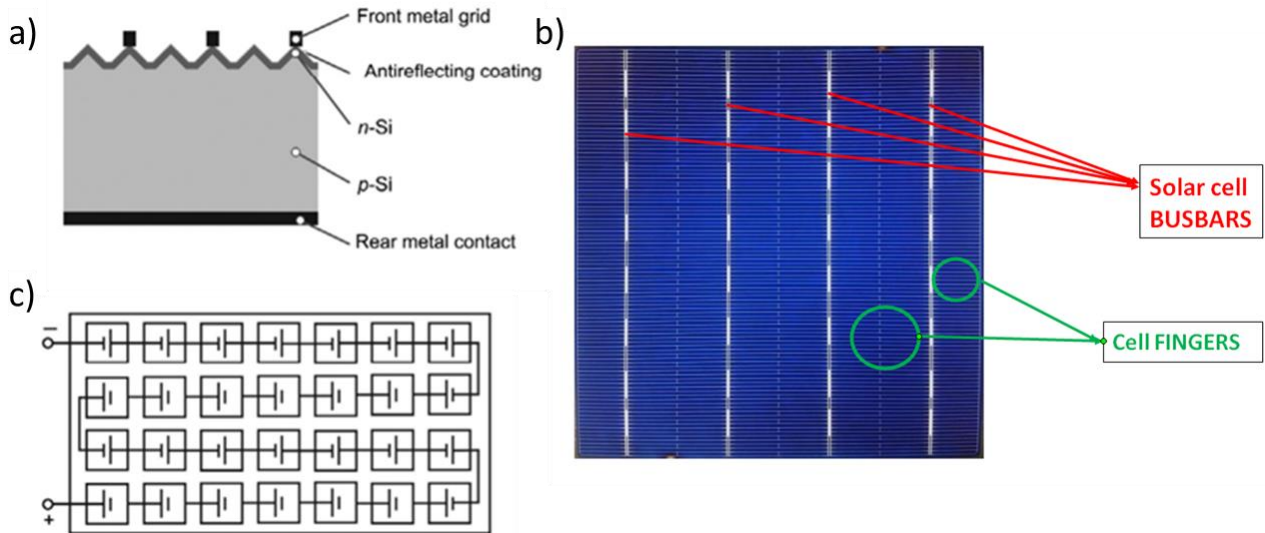 a)
Front metal grid
Antireflecting coating
n-Si
p-Si
Rear metal contact
b)
Solar cell
BUSBARS
Cell FINGERS
c)
–
+